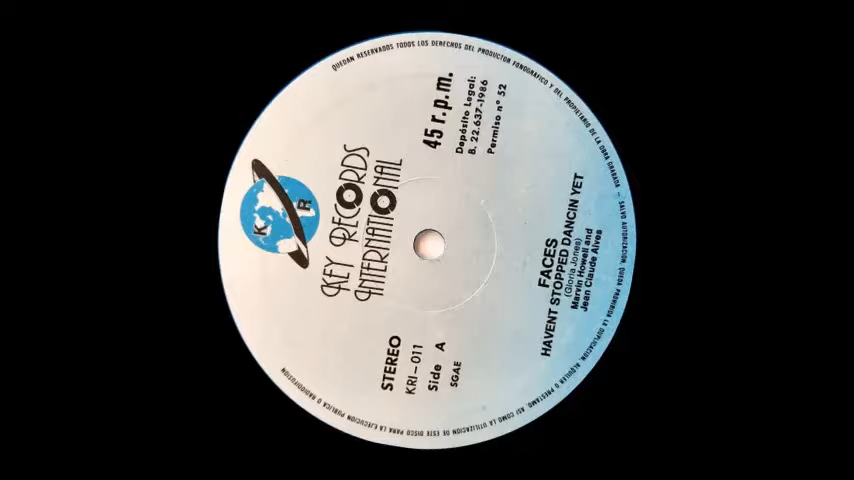 QUEDAN RESERVADOS TODOS LOS DERECHOS DEL PRODUCTOR FONOGRAFICO Y DEL PROPIETARIO DE LA OBRA GRABADA - SALVO AUTORIZACION, QUEDA PROHIBIDA LA DUPLICACION, ALQUILER O PRESTAMO, ASI COMO LA UTILIZACION DE ESTE DISCO PARA LA EJECUCION PUBLICA O RADIODIFUSION
K R
KEY RECORDS
INTERNATIONAL
STEREO
KRI-011
Side A
SGAE
45 r.p.m.
Depósito Legal:
B. 22.637-1986
Permiso nº 52
FACES
HAVENT STOPPED DANCIN YET
(Gloria Jones)
Marvin Howell and
Jean Claude Alves